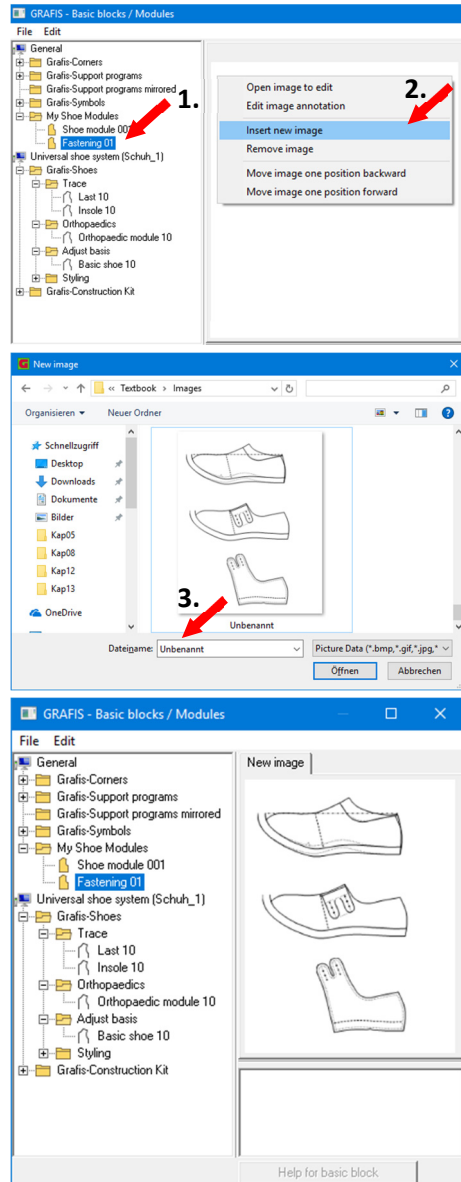 GRAFIS - Basic blocks / Modules
File Edit
General
Grafis-Corners
Grafis-Support programs
Grafis-Support programs mirrored
Grafis-Symbols
My Shoe Modules
Shoe module 001
Fastening 01
Universal shoe system (Schuh_1)
Grafis-Shoes
Trace
Last 10
Insole 10
Orthopaedics
Orthopaedic module 10
Adjust basis
Basic shoe 10
Styling
Grafis-Construction Kit
1.
2.
Open image to edit
Edit image annotation
Insert new image
Remove image
Move image one position backward
Move image one position forward
New image
« Textbook › Images
Organisieren Neuer Ordner
Schnellzugriff
Desktop
Downloads
Dokumente
Bilder
Kap05
Kap08
Kap12
Kap13
OneDrive
Unbenannt
3.
Dateiname: Unbenannt Picture Data (*.bmp,*.gif,*.jpg,*
Öffnen Abbrechen
GRAFIS - Basic blocks / Modules
File Edit
General
Grafis-Corners
Grafis-Support programs
Grafis-Support programs mirrored
Grafis-Symbols
My Shoe Modules
Shoe module 001
Fastening 01
Universal shoe system (Schuh_1)
Grafis-Shoes
Trace
Last 10
Insole 10
Orthopaedics
Orthopaedic module 10
Adjust basis
Basic shoe 10
Styling
Grafis-Construction Kit
New image
Help for basic block